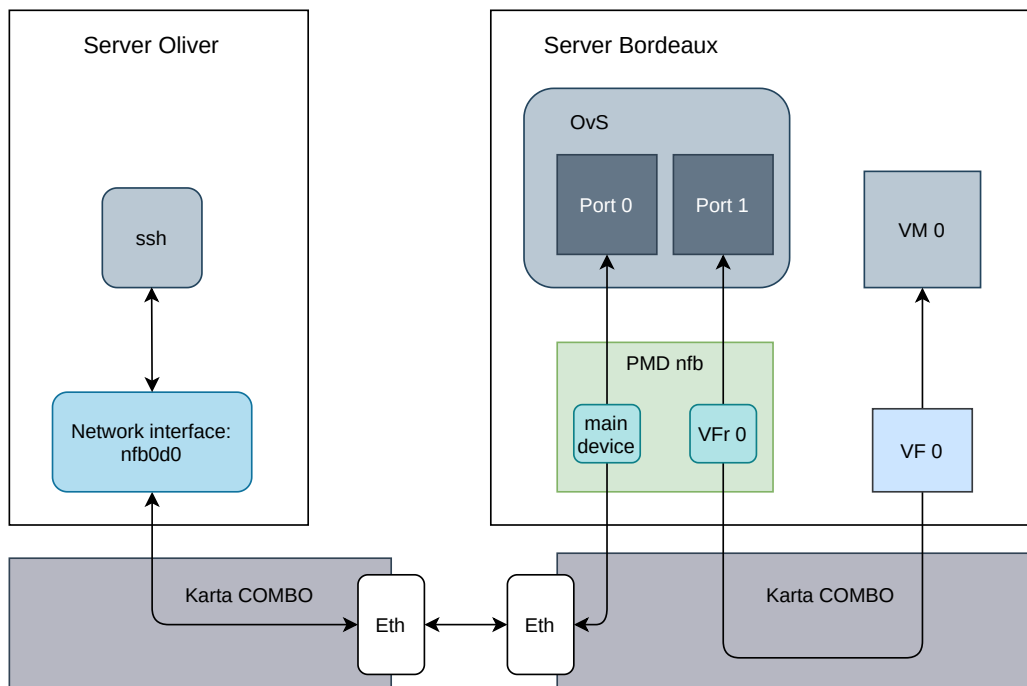 Server Oliver
ssh
Network interface:
nfb0d0
Karta COMBO
Eth
Server Bordeaux
OvS
Port 0
Port 1
VM 0
PMD nfb
main
device
VFr 0
VF 0
Eth
Karta COMBO